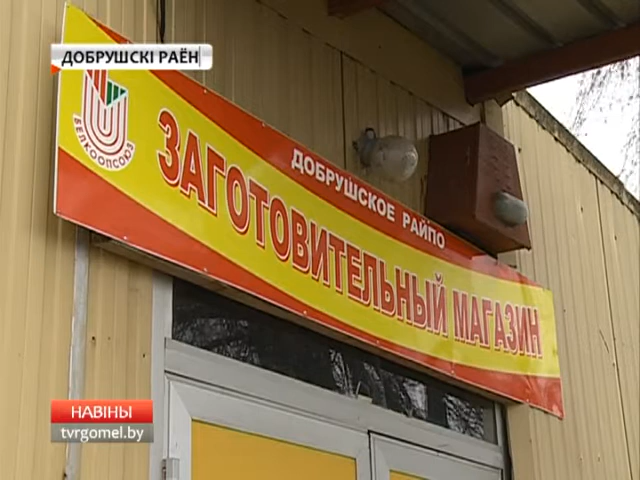 ДОБРУШСКІ РАЁН
БЕЛКООПСОЮЗ
ДОБРУШСКОЕ РАЙПО
ЗАГОТОВИТЕЛЬНЫЙ МАГАЗИН
НАВІНЫ
tvrgomel.by